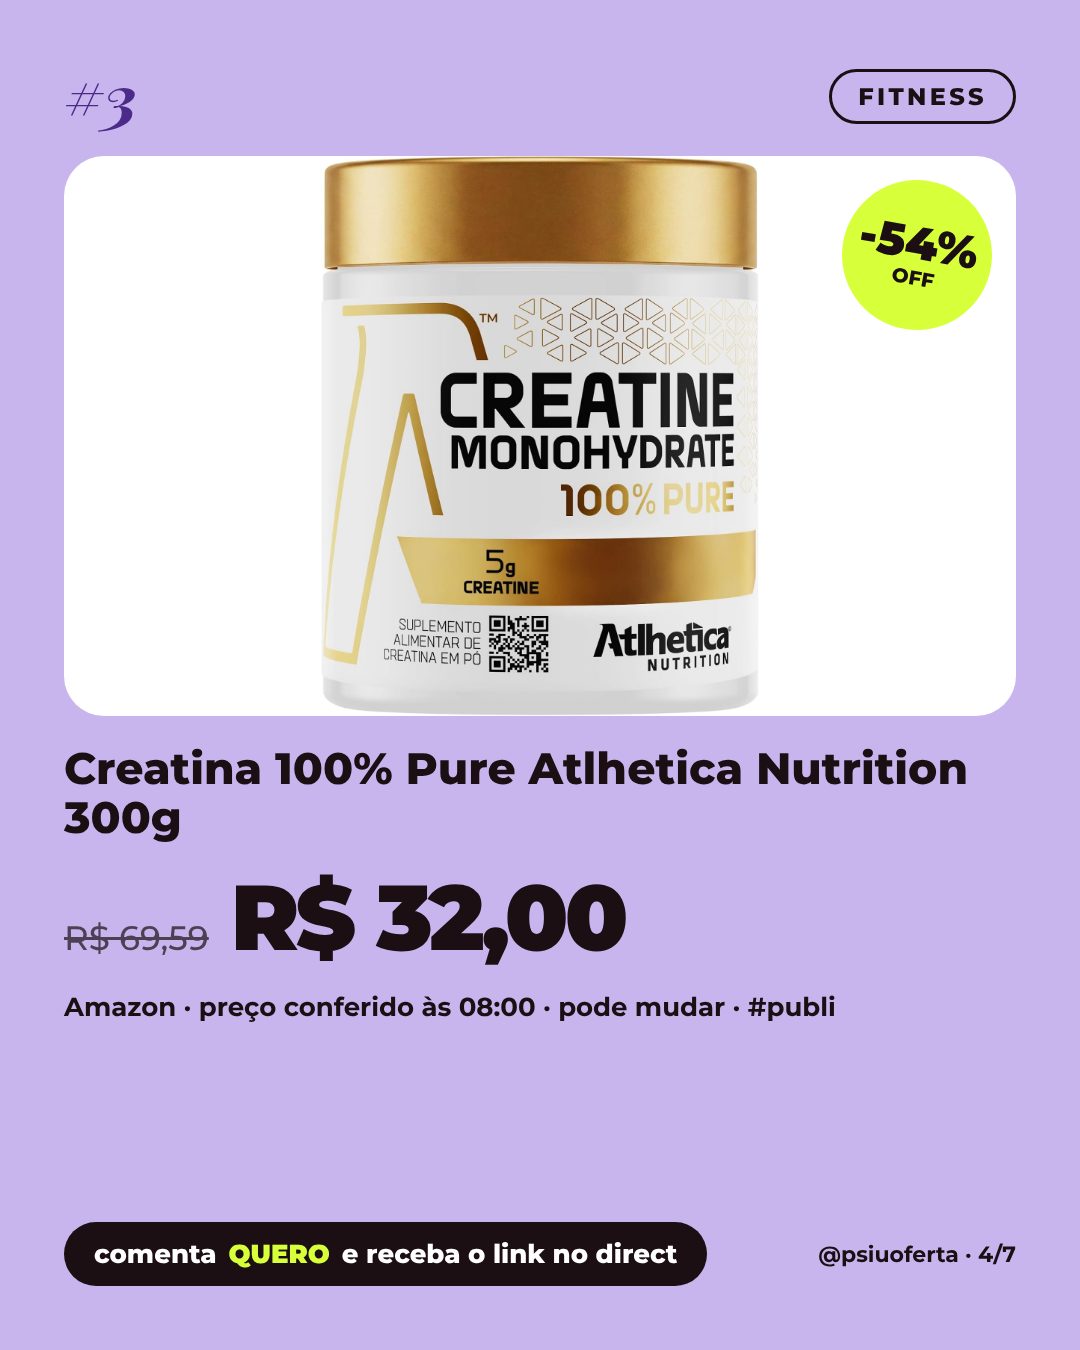 #3
FITNESS
-54%
OFF
™
CREATINE
MONOHYDRATE
100% PURE
5g
CREATINE
SUPLEMENTO
ALIMENTAR DE
CREATINA EM PÓ
Atlhetica®
NUTRITION
Creatina 100% Pure Atlhetica Nutrition
300g
R$ 69,59 R$ 32,00
Amazon · preço conferido às 08:00 · pode mudar · #publi
comenta QUERO e receba o link no direct
@psiuoferta · 4/7